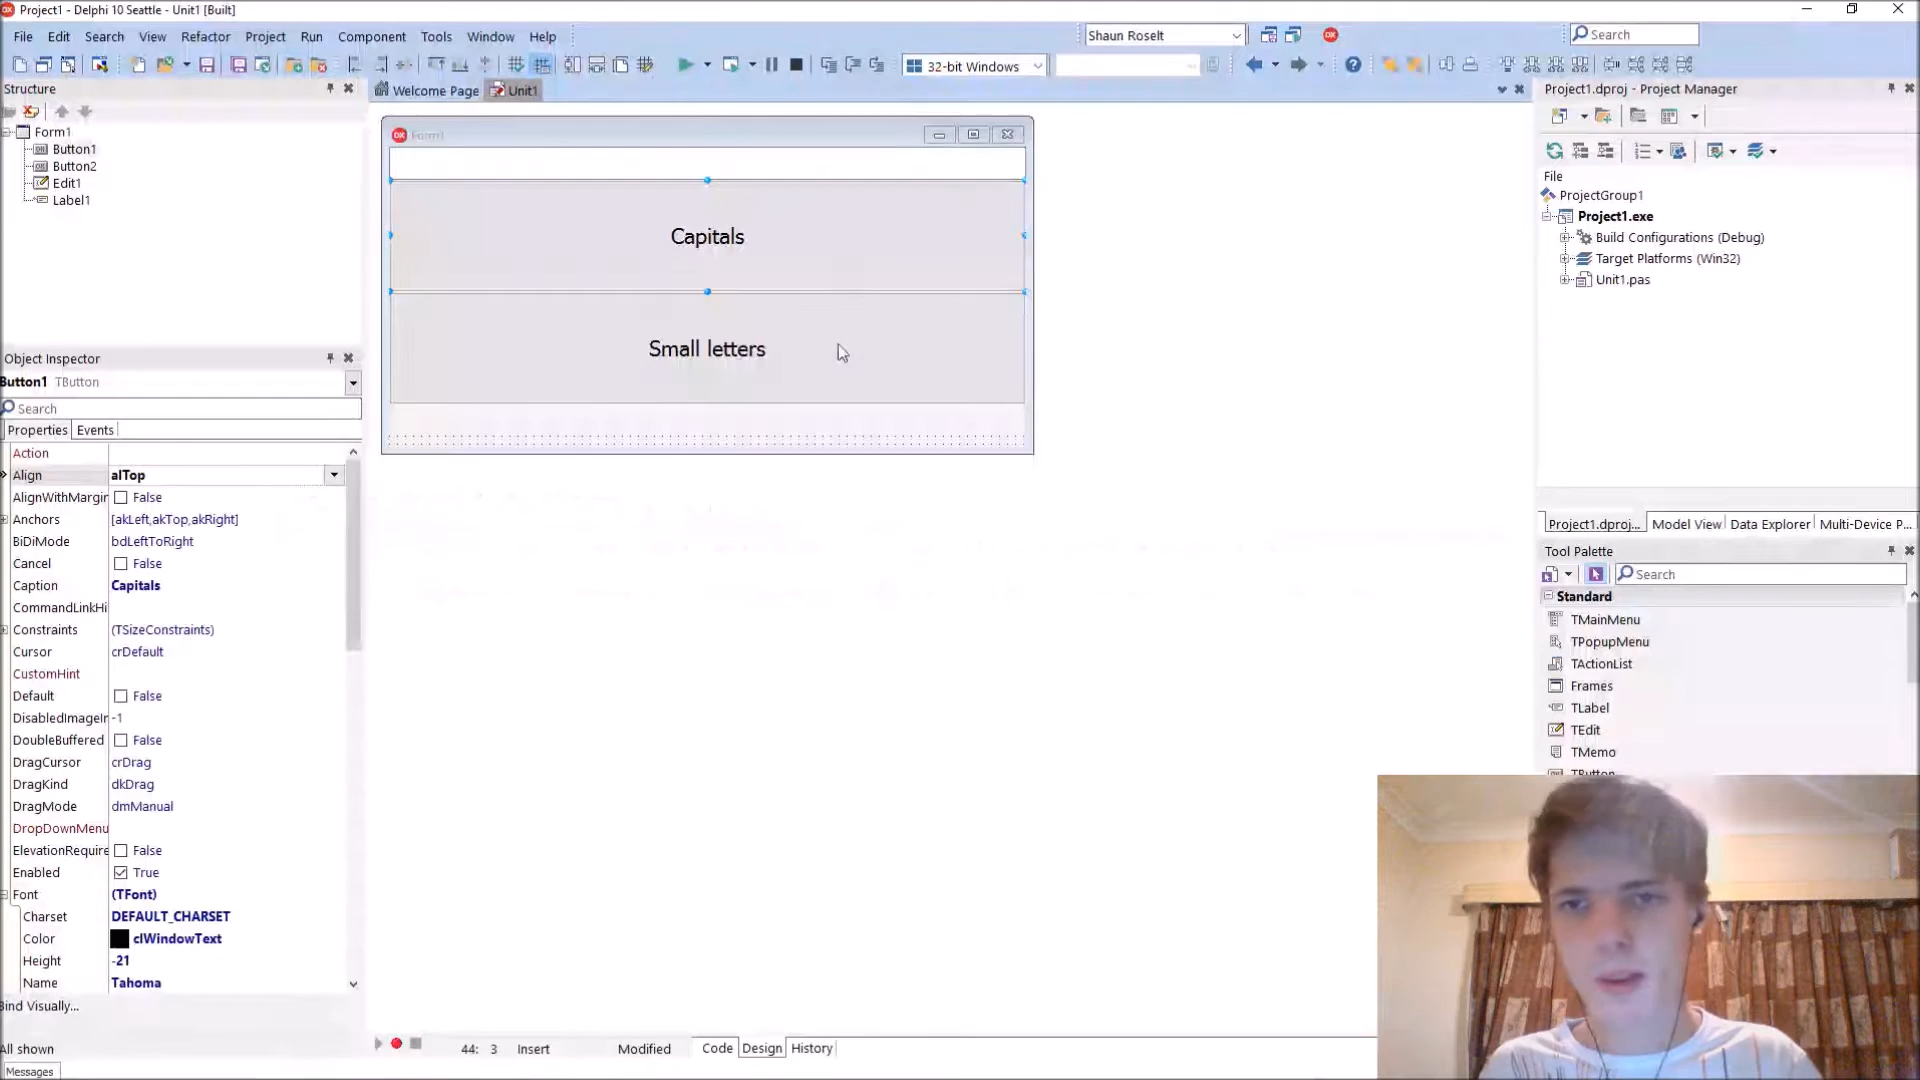 Project1 - Delphi 10 Seattle - Unit1 [Built]
File Edit Search View Refactor Project Run Component Tools Window Help
Shaun Roselt
Search
32-bit Windows
Structure
Welcome Page
Unit1
Project1.dproj - Project Manager
Form1
Button1
Button2
Edit1
Label1
Form1
Capitals
Small letters
File
ProjectGroup1
Project1.exe
Build Configurations (Debug)
Target Platforms (Win32)
Unit1.pas
Object Inspector
Button1 TButton
Search
Properties Events
Action
Align alTop
AlignWithMargir False
Anchors [akLeft,akTop,akRight]
BiDiMode bdLeftToRight
Cancel False
Caption Capitals
CommandLinkHi
Constraints (TSizeConstraints)
Cursor crDefault
CustomHint
Default False
DisabledImageIr -1
DoubleBuffered False
DragCursor crDrag
DragKind dkDrag
DragMode dmManual
DropDownMenu
ElevationRequire False
Enabled True
Font (TFont)
Charset DEFAULT_CHARSET
Color clWindowText
Height -21
Name Tahoma
Bind Visually...
All shown
Messages
Project1.dproj... Model View Data Explorer Multi-Device P...
Tool Palette
Search
Standard
TMainMenu
TPopupMenu
TActionList
Frames
TLabel
TEdit
TMemo
TButton
44: 3 Insert Modified Code Design History